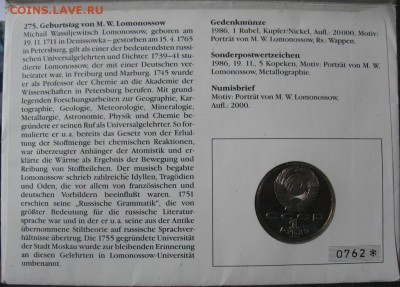 Coins.ЛАVE.RU
275. Geburtstag von M. W. Lomonossow
Michail Wassiljewitsch Lomonossow, geboren am
19. 11. 1711 in Denissowka – gestorben am 15. 4. 1765
in Petersburg, gilt als einer der bedeutendsten russi-
schen Universalgelehrten und Dichter. 1739–41 stu-
dierte Lomonossow, der mit einer Deutschen ver-
heiratet war, in Freiburg und Marburg. 1745 wurde
er als Professor der Chemie an die Akademie der
Wissenschaften in Petersburg berufen. Mit grund-
legenden Forschungsarbeiten zur Geographie, Kar-
tographie, Geologie, Meteorologie, Mineralogie,
Metallurgie, Astronomie, Physik und Chemie be-
gründete er seinen Ruf als Universalgelehrter. So for-
mulierte er u. a. bereits das Gesetz von der Erhal-
tung der Stoffmenge bei chemischen Reaktionen,
war überzeugter Anhänger der Atomistik und er-
klärte die Wärme als Ergebnis der Bewegung und
Reibung von Stoffteilchen. Der musisch begabte
Lomonossow schrieb zahlreiche Idyllen, Tragödien
und Oden, die vor allem von französischen und
deutschen Vorbildern beeinflußt waren. 1751
erschien seine „Russische Grammatik“, die von
größter Bedeutung für die russische Literatur-
sprache war und in der er u. a. seine aus der Antike
übernommene Stiltheorie auf russische Sprachver-
hältnisse übertrug. Die 1755 gegründete Universität
der Stadt Moskau wurde zur bleibenden Erinnerung
an diesen Gelehrten in Lomonossow-Universität
umbenannt.
Gedenkmünze
1986, 1 Rubel, Kupfer/Nickel, Aufl.: 20000. Motiv:
Porträt von M. W. Lomonossow, Rs. Wappen.
Sonderpostwertzeichen
1986, 19. 11., 5 Kopeken, Motiv: Porträt von M. W.
Lomonossow, Metallographie.
Numisbrief
Motiv: Porträt von M. W. Lomonossow,
Aufl.: 2000.
0762*